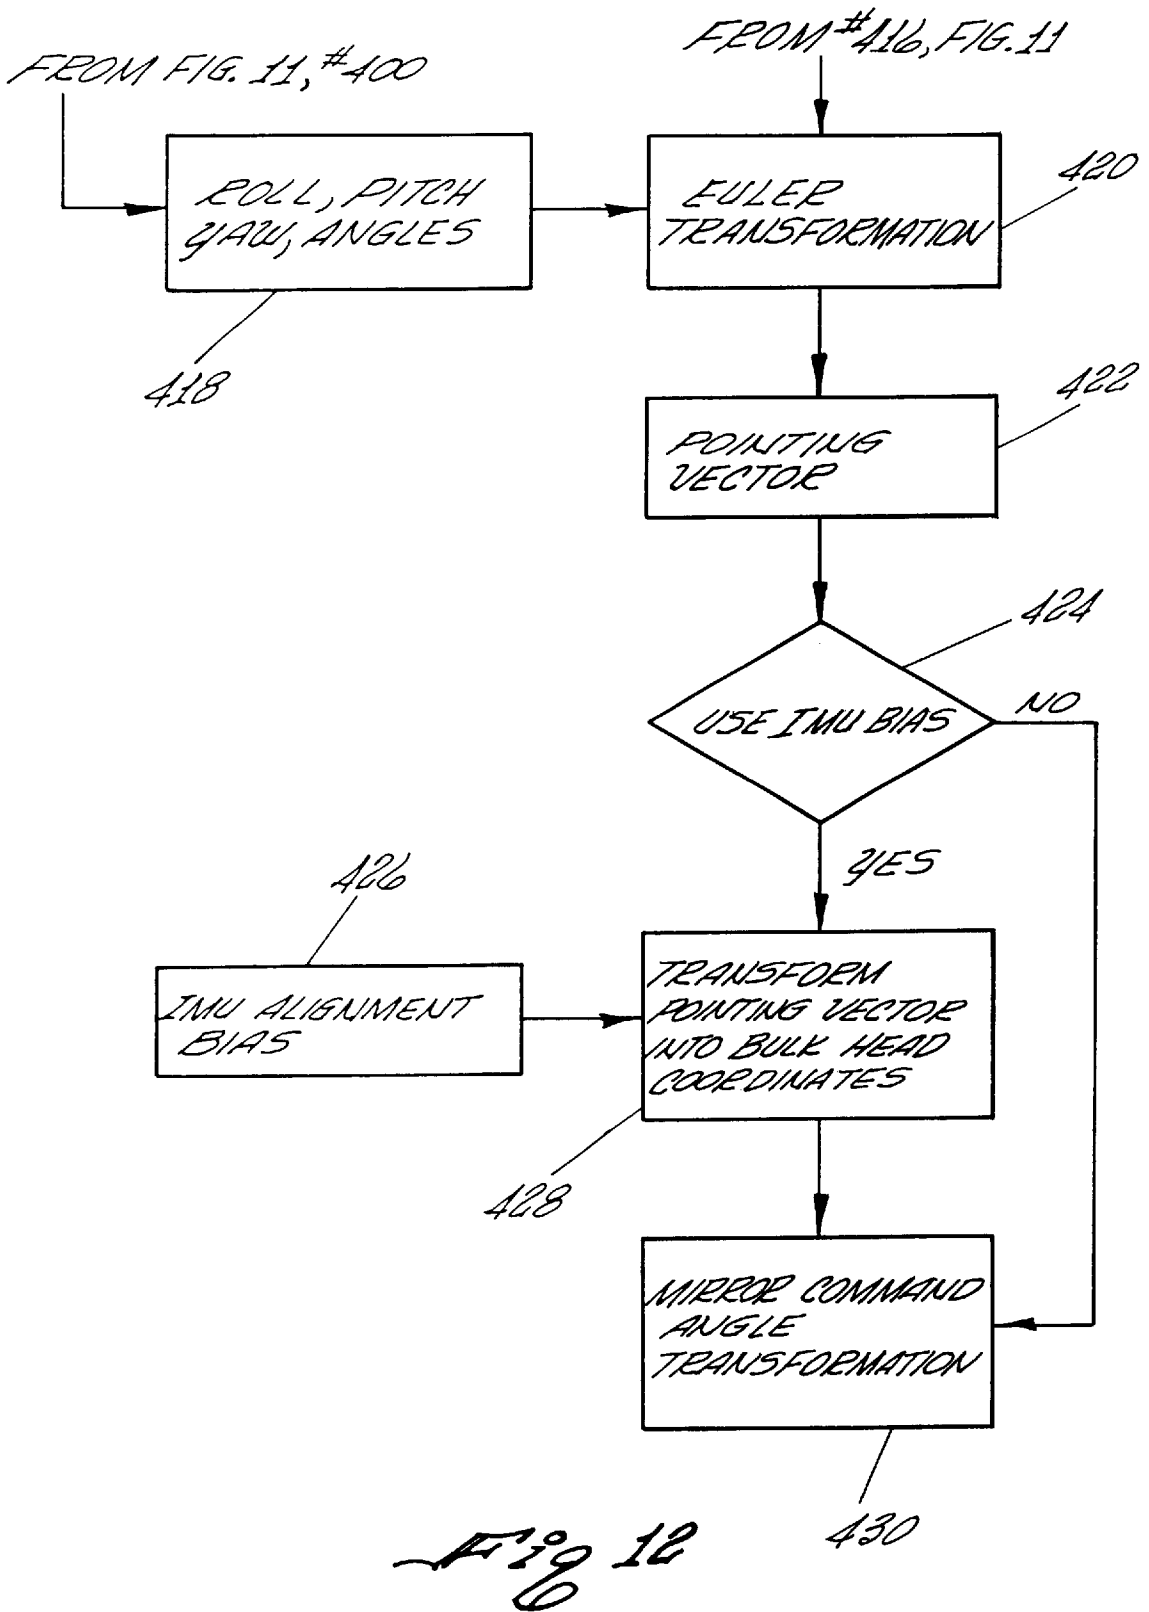 FROM #416, FIG. 11
FROM FIG. 11, #400
ROLL, PITCH
YAW, ANGLES
EULER
TRANSFORMATION
420
418
422
POINTING
VECTOR
424
USE IMU BIAS
NO
YES
426
IMU ALIGNMENT
BIAS
TRANSFORM
POINTING VECTOR
INTO BULK HEAD
COORDINATES
428
MIRROR COMMAND
ANGLE
TRANSFORMATION
430
Fig 12